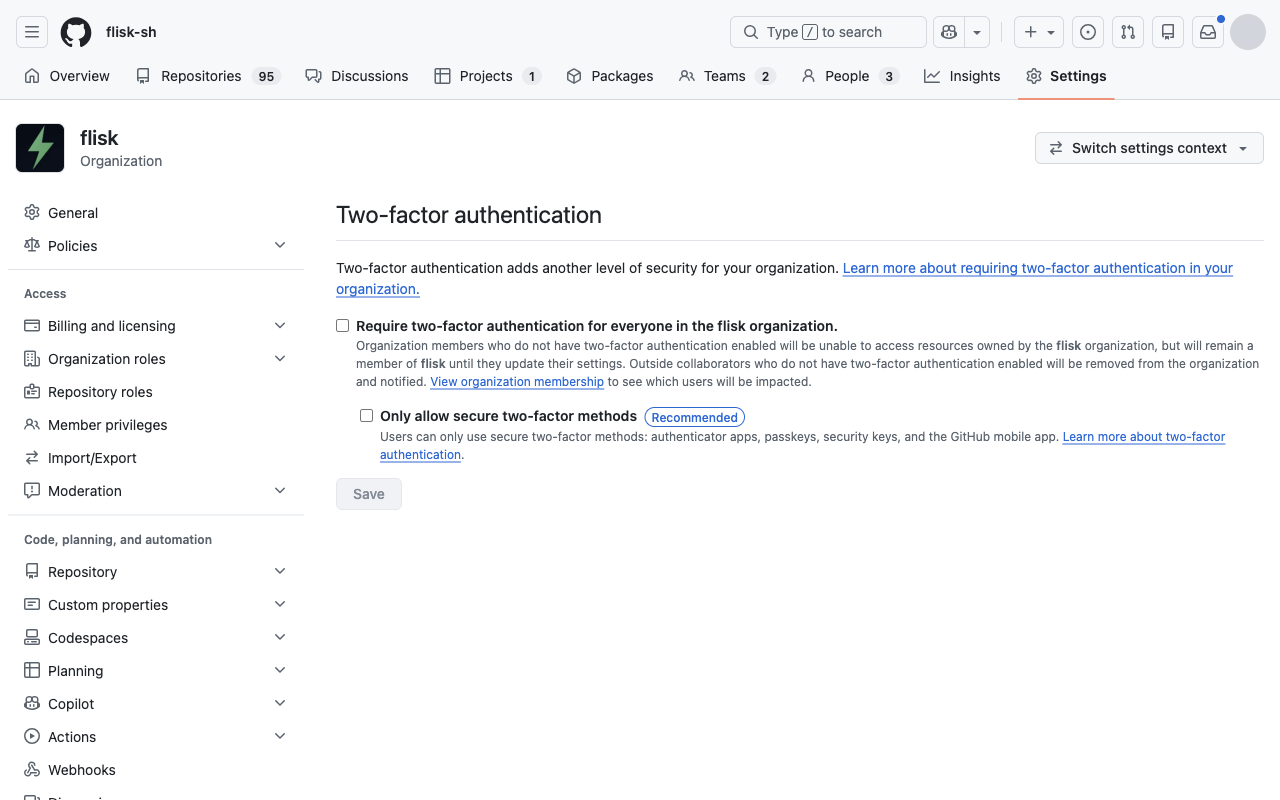 flisk-sh
Type / to search
Overview
Repositories 95
Discussions
Projects 1
Packages
Teams 2
People 3
Insights
Settings
flisk
Organization
Switch settings context
General
Policies
Access
Billing and licensing
Organization roles
Repository roles
Member privileges
Import/Export
Moderation
Code, planning, and automation
Repository
Custom properties
Codespaces
Planning
Copilot
Actions
Webhooks
Two-factor authentication
Two-factor authentication adds another level of security for your organization. Learn more about requiring two-factor authentication in your
organization.
Require two-factor authentication for everyone in the flisk organization.
Organization members who do not have two-factor authentication enabled will be unable to access resources owned by the flisk organization, but will remain a
member of flisk until they update their settings. Outside collaborators who do not have two-factor authentication enabled will be removed from the organization
and notified. View organization membership to see which users will be impacted.
Only allow secure two-factor methods Recommended
Users can only use secure two-factor methods: authenticator apps, passkeys, security keys, and the GitHub mobile app. Learn more about two-factor
authentication.
Save